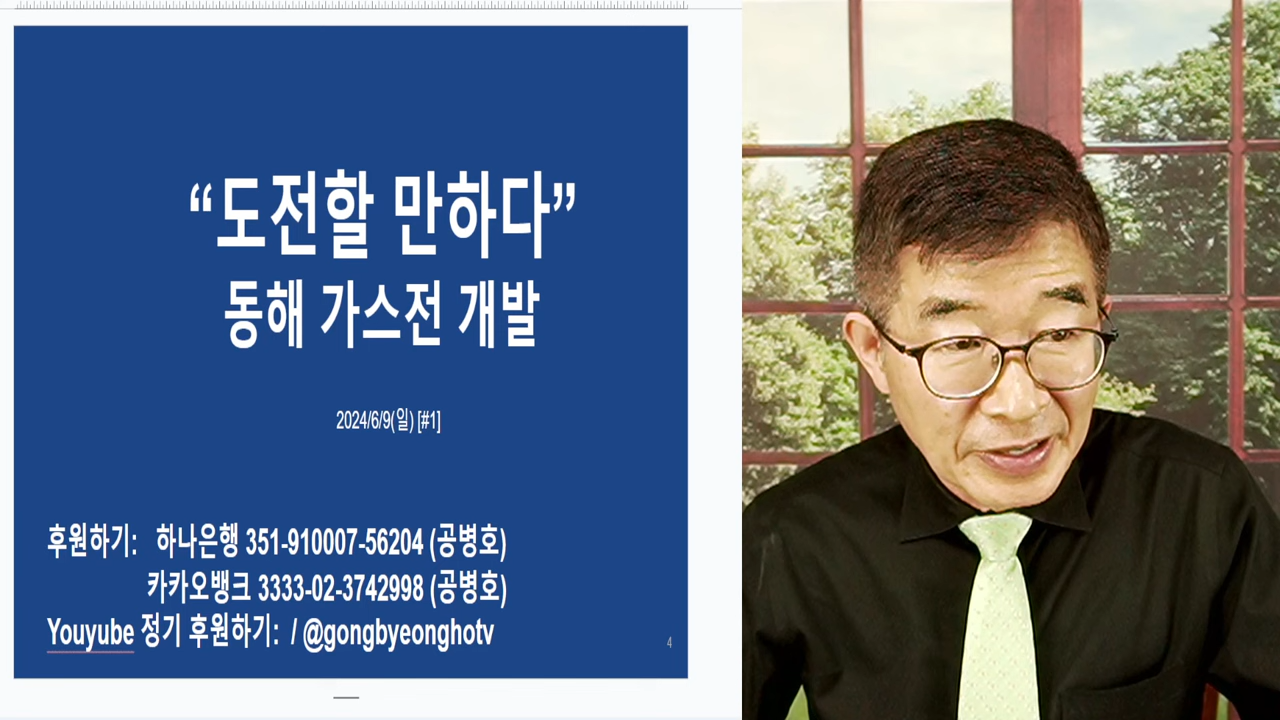 “도전할 만하다”
동해 가스전 개발
2024/6/9(일) [#1]
후원하기: 하나은행 351-910007-56204 (공병호)
카카오뱅크 3333-02-3742998 (공병호)
Youyube 정기 후원하기: / @gongbyeonghotv
4